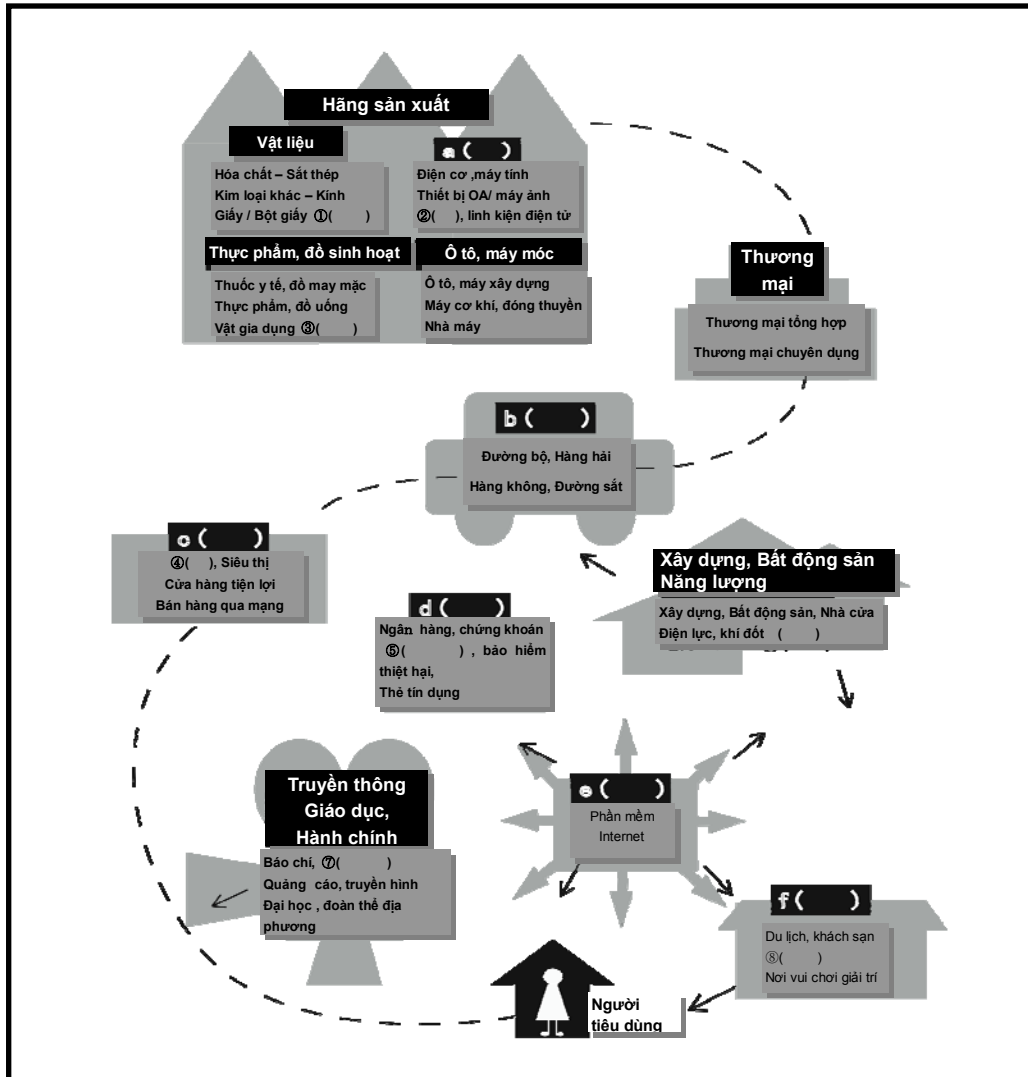 Hãng sản xuất
Vật liệu
Hóa chất – Sắt thép
Kim loại khác – Kính
Giấy / Bột giấy ①( )
a ( )
Điện cơ ,máy tính
Thiết bị OA/ máy ảnh
②( ), linh kiện điện tử
Thực phẩm, đồ sinh hoạt
Thuốc y tế, đồ may mặc
Thực phẩm, đồ uống
Vật gia dụng ③( )
Ô tô, máy móc
Ô tô, máy xây dựng
Máy cơ khí, đóng thuyền
Nhà máy
Thương
mại
Thương mại tổng hợp
Thương mại chuyên dụng
b ( )
Đường bộ, Hàng hải
Hàng không, Đường sắt
c ( )
④( ), Siêu thị
Cửa hàng tiện lợi
Bán hàng qua mạng
Xây dựng, Bất động sản
Năng lượng
Xây dựng, Bất động sản, Nhà cửa
Điện lực, khí đốt ( )
d ( )
Ngân hàng, chứng khoán
⑤( ) , bảo hiểm
thiệt hại,
Thẻ tín dụng
Truyền thông
Giáo dục,
Hành chính
Báo chí, ⑦( )
Quảng cáo, truyền hình
Đại học , đoàn thể địa
phương
e ( )
Phần mềm
Internet
f ( )
Du lịch, khách sạn
⑧( )
Nơi vui chơi giải trí
Người
tiêu dùng